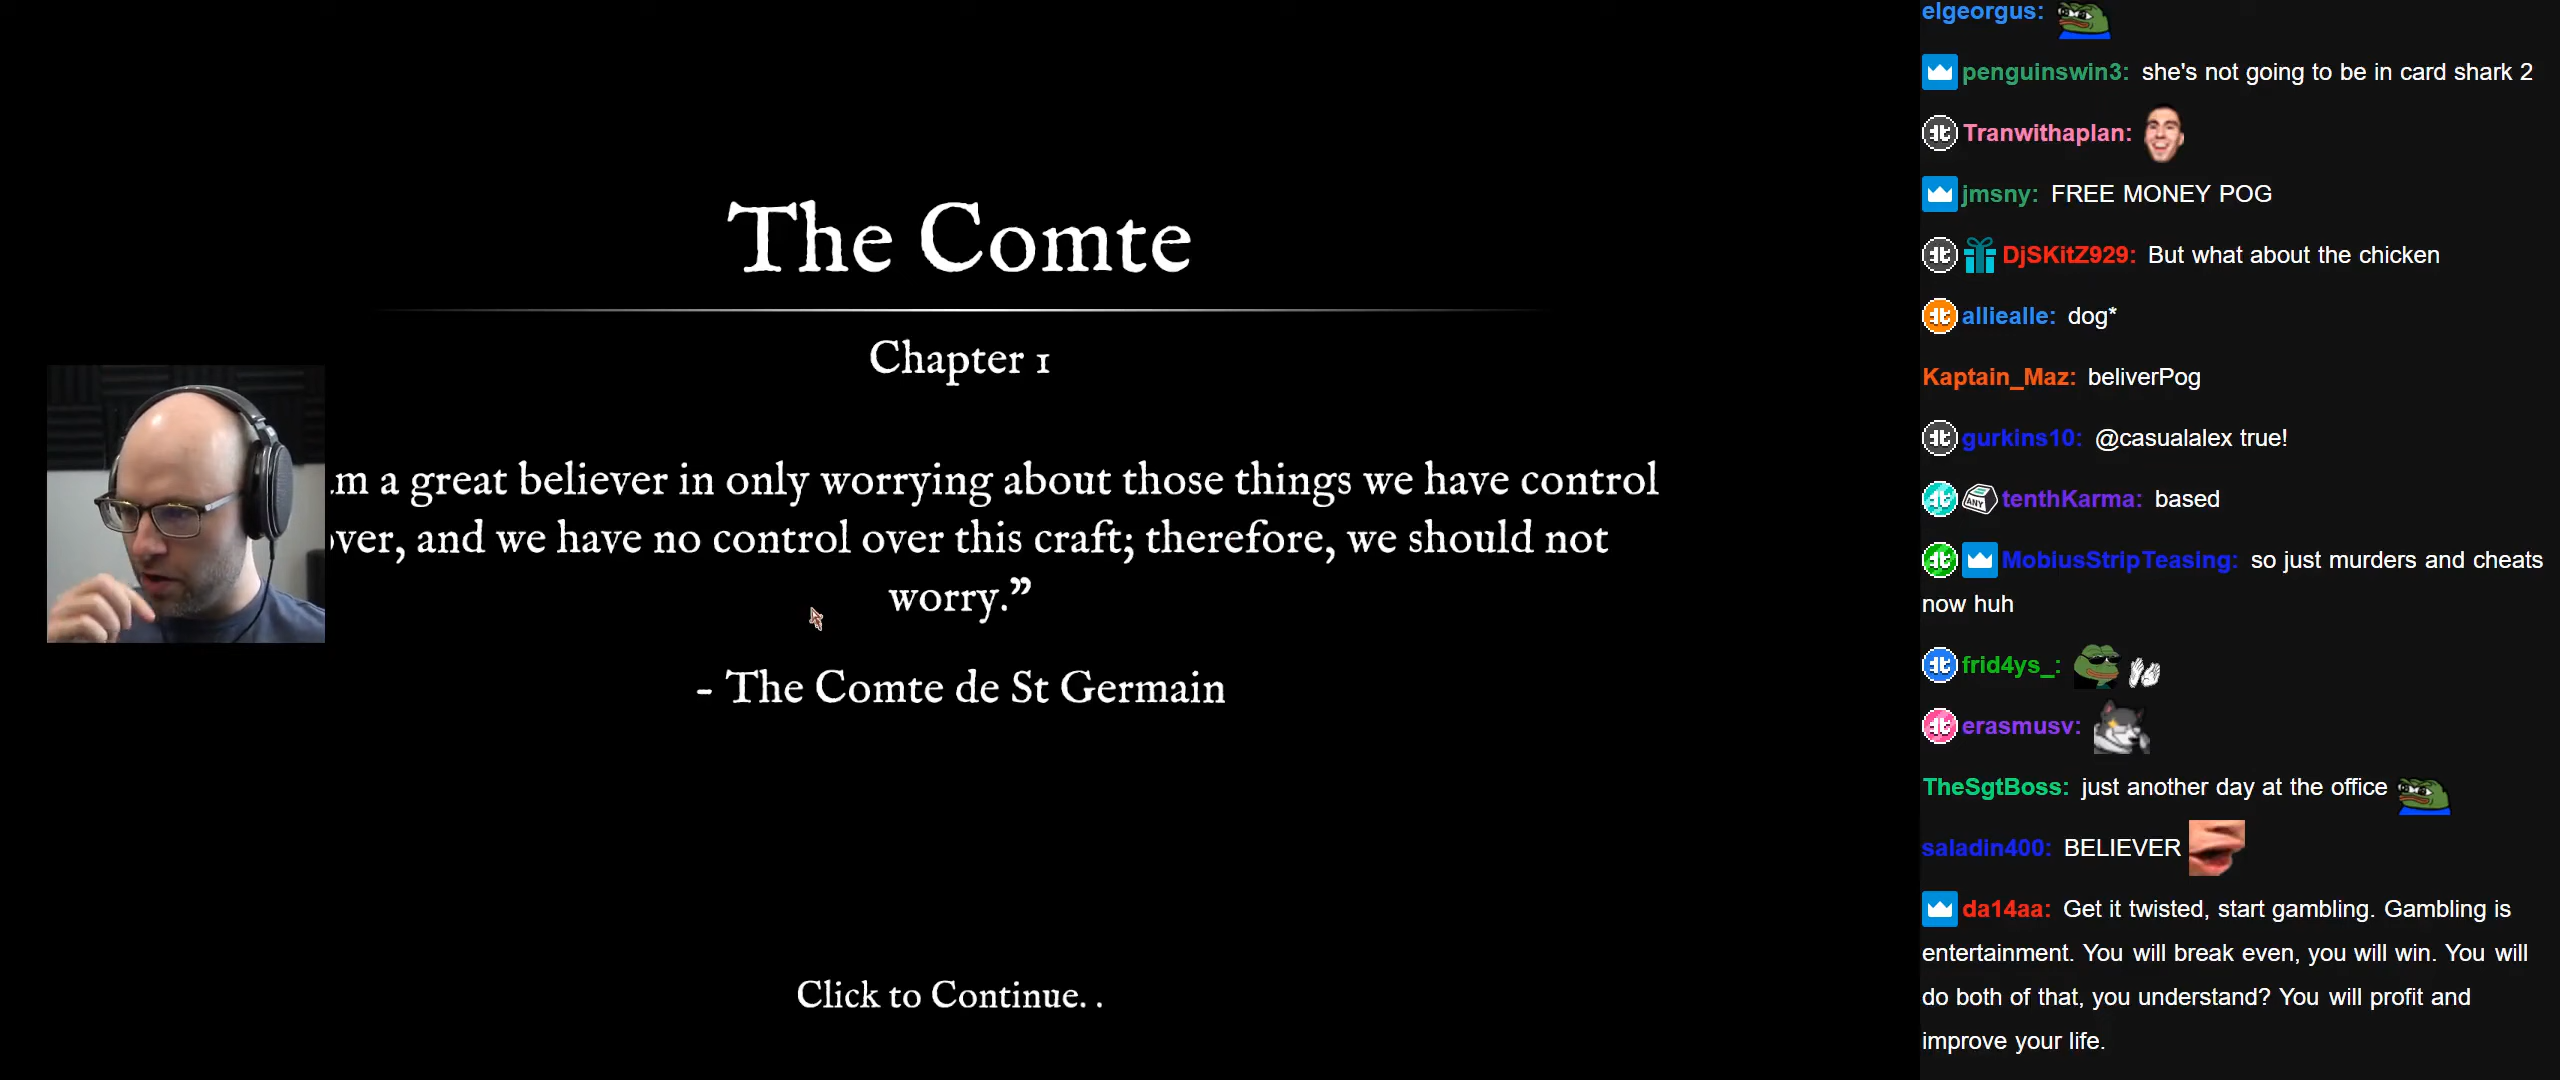 The Comte
Chapter 1
m a great believer in only worrying about those things we have control
ver, and we have no control over this craft; therefore, we should not
worry.”
- The Comte de St Germain
Click to Continue. .
elgeorgus:
penguinswin3: she's not going to be in card shark 2
Tranwithaplan:
jmsny: FREE MONEY POG
DjSKitZ929: But what about the chicken
alliealle: dog*
Kaptain_Maz: beliverPog
gurkins10: @casualalex true!
ANY tenthKarma: based
MobiusStripTeasing: so just murders and cheats
now huh
frid4ys_:
erasmusv:
TheSgtBoss: just another day at the office
saladin400: BELIEVER
da14aa: Get it twisted, start gambling. Gambling is
entertainment. You will break even, you will win. You will
do both of that, you understand? You will profit and
improve your life.